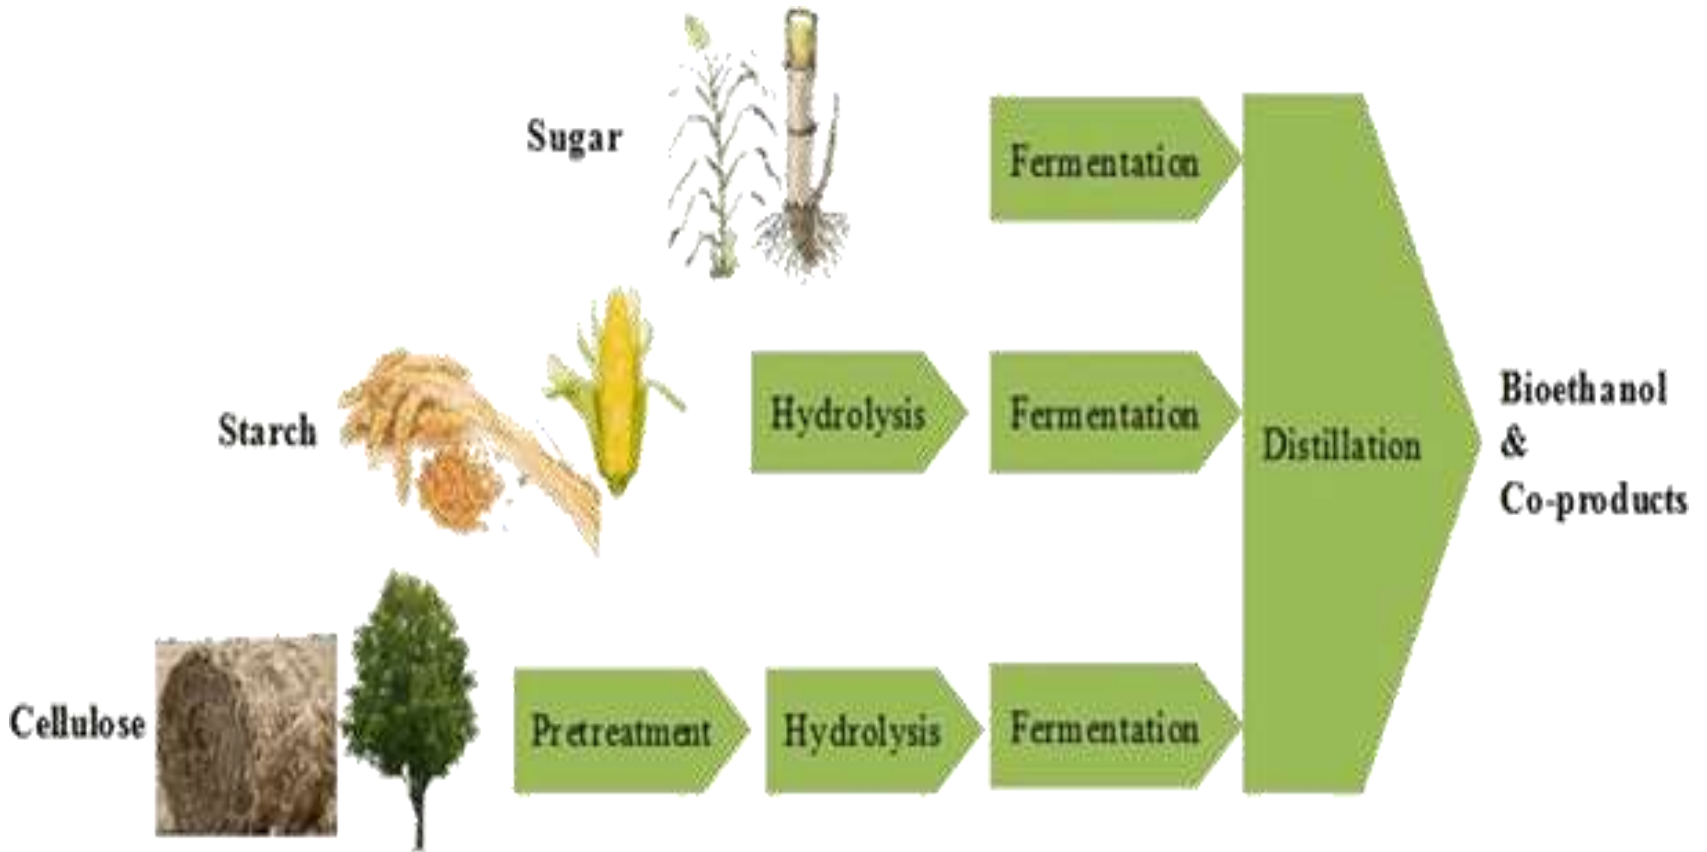 Sugar
Fermentation
Starch
Hydrolysis
Fermentation
Distillation
Bioethanol
&
Co-products
Cellulose
Pretreatment
Hydrolysis
Fermentation